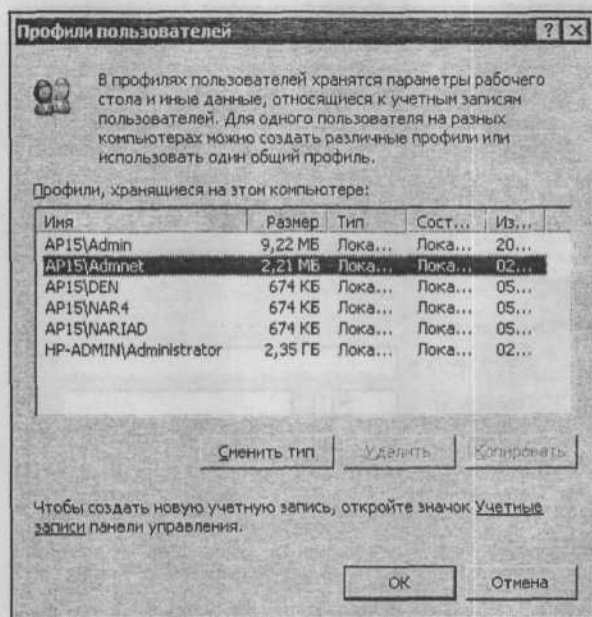 Профили пользователей
В профилях пользователей хранятся параметры рабочего
стола и иные данные, относящиеся к учетным записям
пользователей. Для одного пользователя на разных
компьютерах можно создать различные профили или
использовать один общий профиль.
Профили, хранящиеся на этом компьютере:
Имя Размер Тип Сост... Из...
AP15\Admin 9,22 МБ Лока... Лока... 20...
AP15\Admnet 2,21 МБ Лока... Лока... 02...
AP15\DEN 674 КБ Лока... Лока... 05...
AP15\NAR4 674 КБ Лока... Лока... 05...
AP15\NARIAD 674 КБ Лока... Лока... 05...
HP-ADMIN\Administrator 2,35 ГБ Лока... Лока... 02...
Сменить тип Удалить Копировать
Чтобы создать новую учетную запись, откройте значок Учетные
записи панели управления.
ОК Отмена